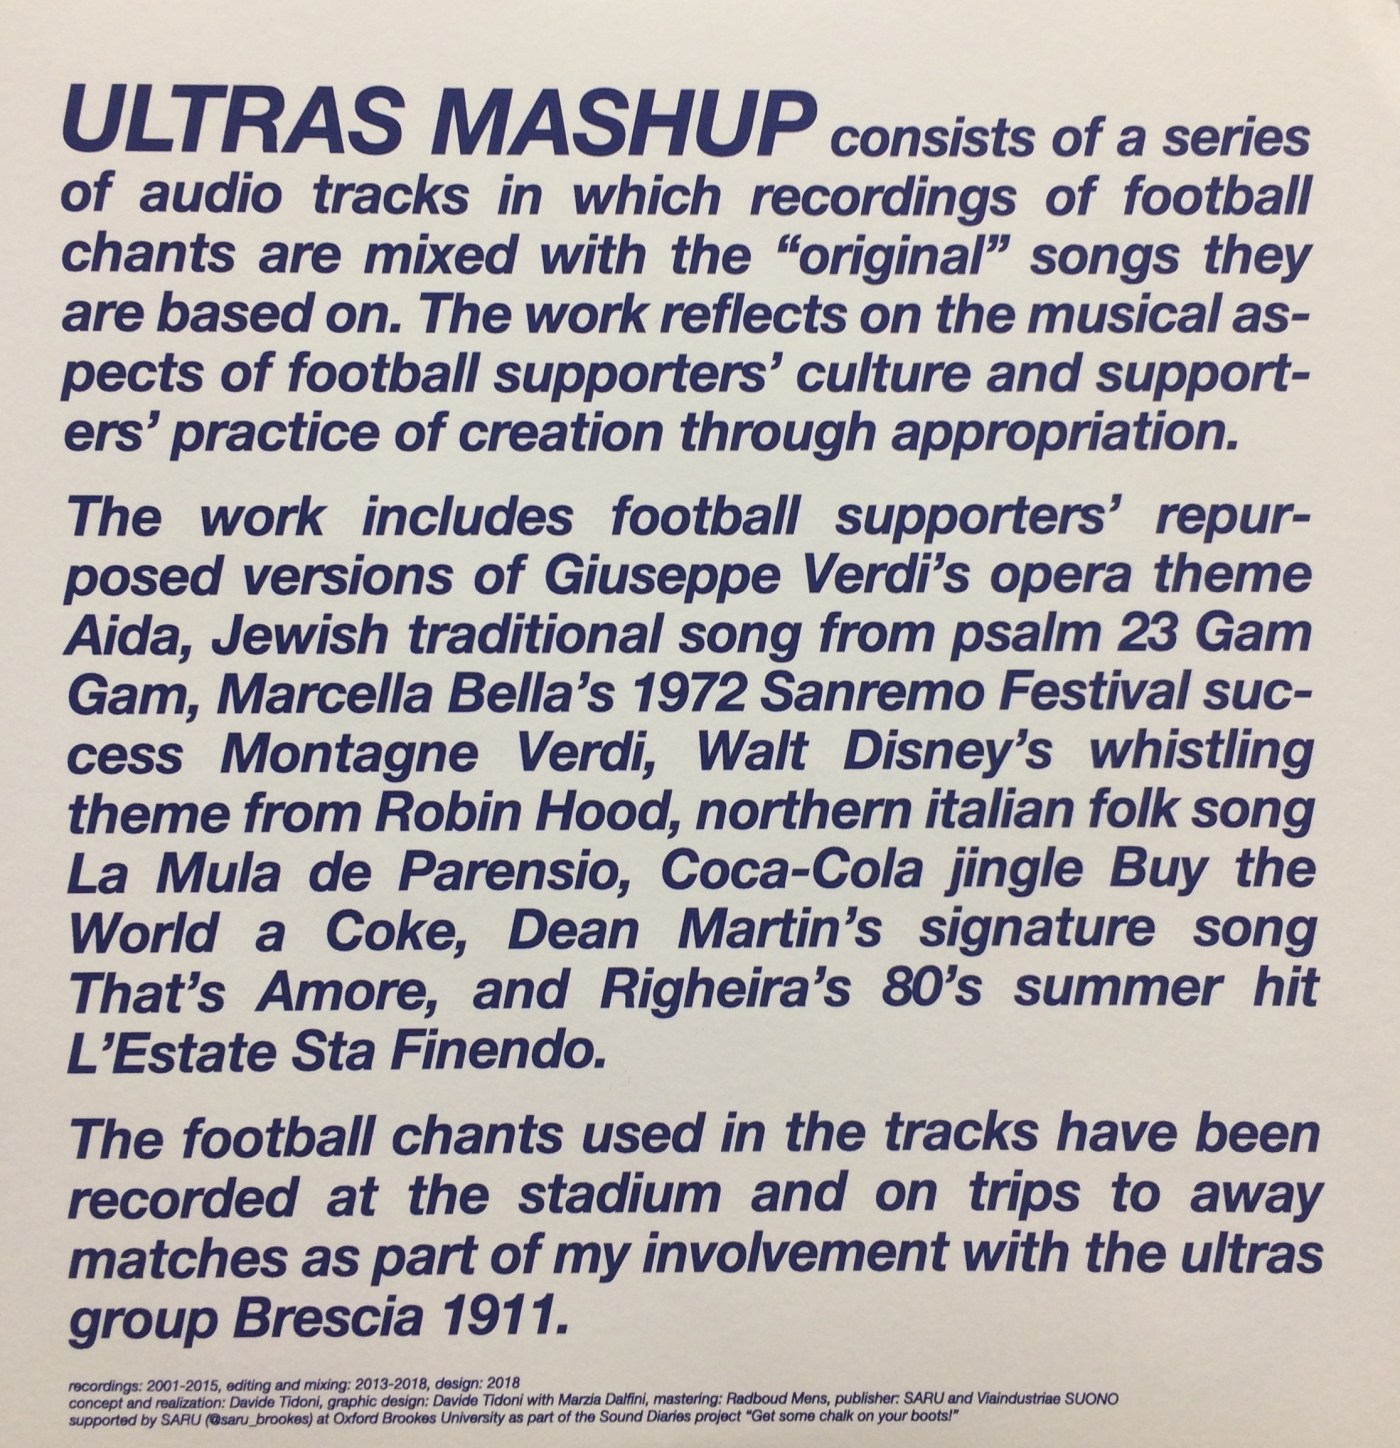 ULTRAS MASHUP consists of a series
of audio tracks in which recordings of football
chants are mixed with the “original” songs they
are based on. The work reflects on the musical as-
pects of football supporters’ culture and support-
ers’ practice of creation through appropriation.
The work includes football supporters’ repur-
posed versions of Giuseppe Verdi’s opera theme
Aida, Jewish traditional song from psalm 23 Gam
Gam, Marcella Bella’s 1972 Sanremo Festival suc-
cess Montagne Verdi, Walt Disney’s whistling
theme from Robin Hood, northern italian folk song
La Mula de Parensio, Coca-Cola jingle Buy the
World a Coke, Dean Martin’s signature song
That’s Amore, and Righeira’s 80’s summer hit
L’Estate Sta Finendo.
The football chants used in the tracks have been
recorded at the stadium and on trips to away
matches as part of my involvement with the ultras
group Brescia 1911.
recordings: 2001-2015, editing and mixing: 2013-2018, design: 2018
concept and realization: Davide Tidoni, graphic design: Davide Tidoni with Marzia Dalfini, mastering: Radboud Mens, publisher: SARU and Viaindustriae SUONO
supported by SARU (@saru_brookes) at Oxford Brookes University as part of the Sound Diaries project “Get some chalk on your boots!”